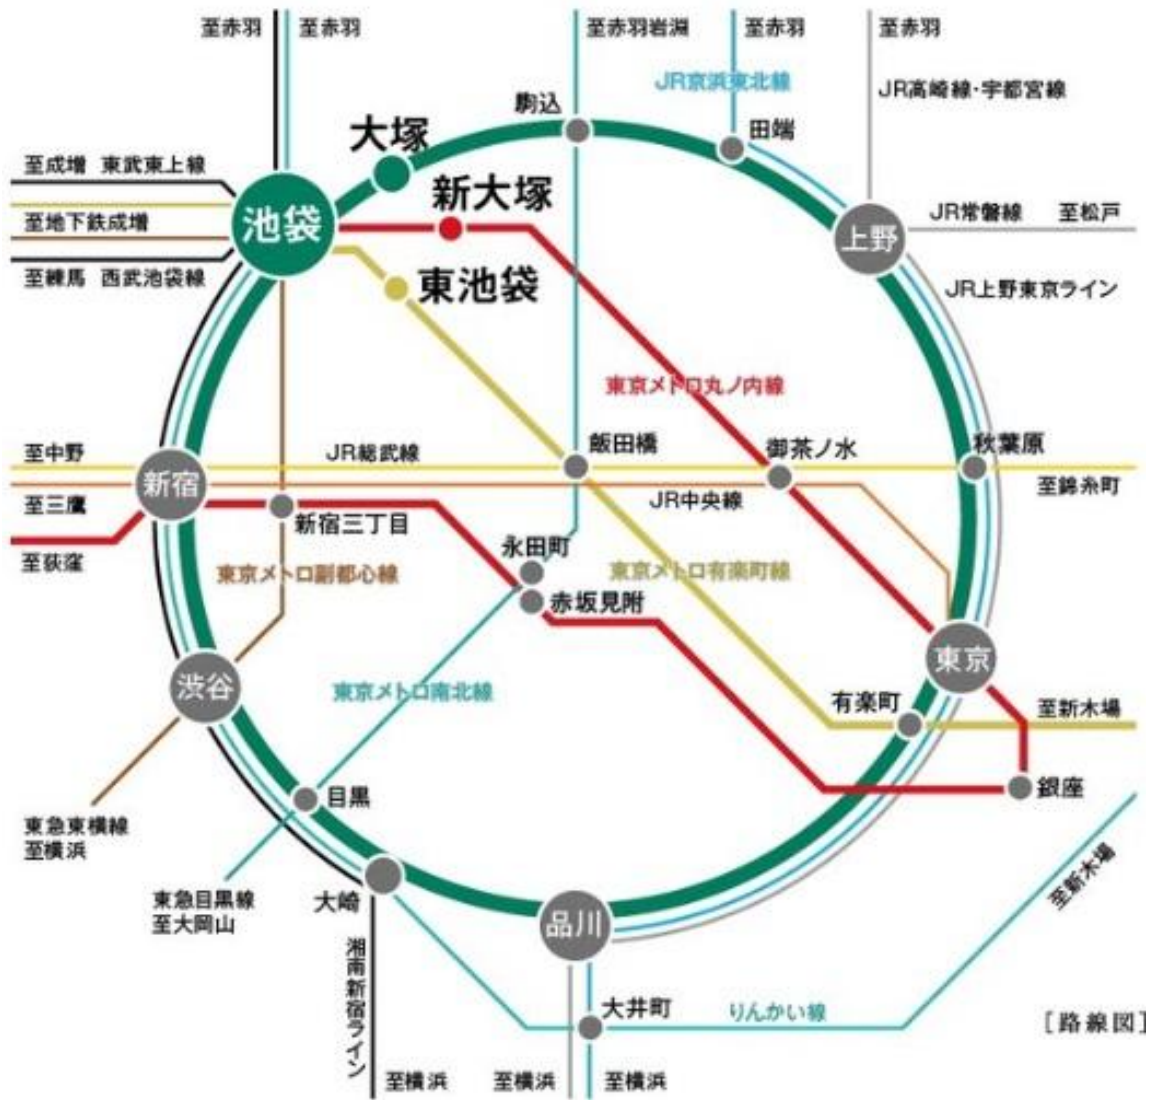 至赤羽
至赤羽
至赤羽岩淵
至赤羽
至赤羽
JR京浜東北線
JR高崎線・宇都宮線
駒込
田端
大塚
至成増 東武東上線
新大塚
池袋
至地下鉄成増
上野
JR常磐線 至松戸
至練馬 西武池袋線
東池袋
JR上野東京ライン
東京メトロ丸ノ内線
至中野
JR総武線
飯田橋
御茶ノ水
秋葉原
新宿
至錦糸町
至三鷹
JR中央線
新宿三丁目
至荻窪
永田町
東京メトロ副都心線
東京メトロ有楽町線
赤坂見附
東京
渋谷
東京メトロ南北線
有楽町
至新木場
目黒
銀座
東急東横線
至横浜
至新木場
東急目黒線
至大岡山
大崎
品川
湘南新宿ライン
大井町
りんかい線
[路線図]
至横浜
至横浜
至横浜